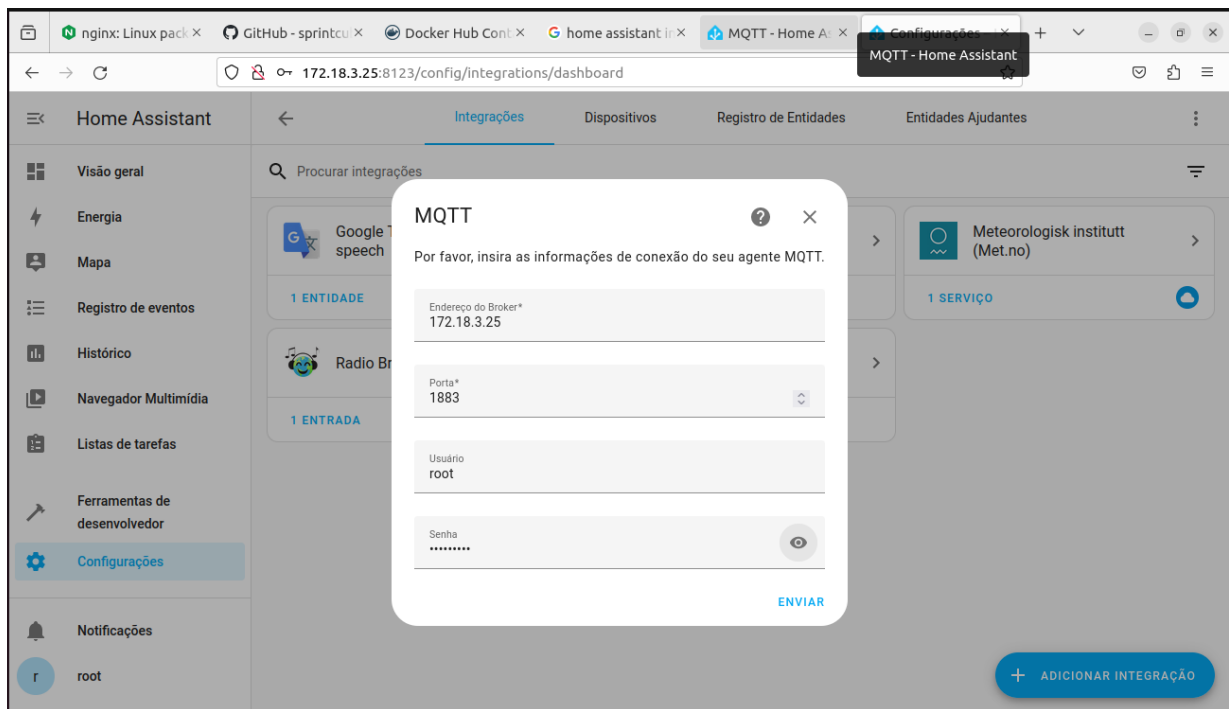 nginx: Linux pack
GitHub - sprintcu
Docker Hub Cont
home assistant in
MQTT - Home A
Configurações -
MQTT - Home Assistant
172.18.3.25:8123/config/integrations/dashboard
Home Assistant
Integrações
Dispositivos
Registro de Entidades
Entidades Ajudantes
Visão geral
Energia
Mapa
Registro de eventos
Histórico
Navegador Multimídia
Listas de tarefas
Ferramentas de
desenvolvedor
Configurações
Notificações
r
root
Procurar integrações
Google T
speech
1 ENTIDADE
Radio Br
1 ENTRADA
Meteorologisk institutt
(Met.no)
1 SERVIÇO
MQTT
Por favor, insira as informações de conexão do seu agente MQTT.
Endereço do Broker*
172.18.3.25
Porta*
1883
Usuário
root
Senha
•••••••••
ENVIAR
ADICIONAR INTEGRAÇÃO